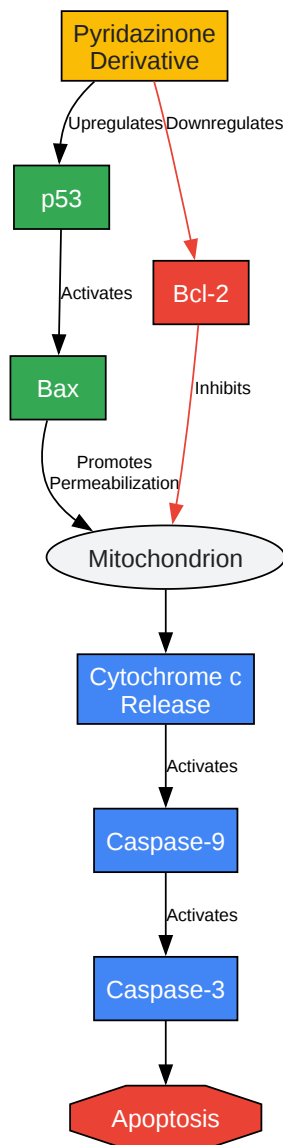 Pyridazinone
Derivative
Upregulates
Downregulates
p53
Bcl-2
Activates
Bax
Inhibits
Promotes
Permeabilization
Mitochondrion
Cytochrome c
Release
Activates
Caspase-9
Activates
Caspase-3
Apoptosis